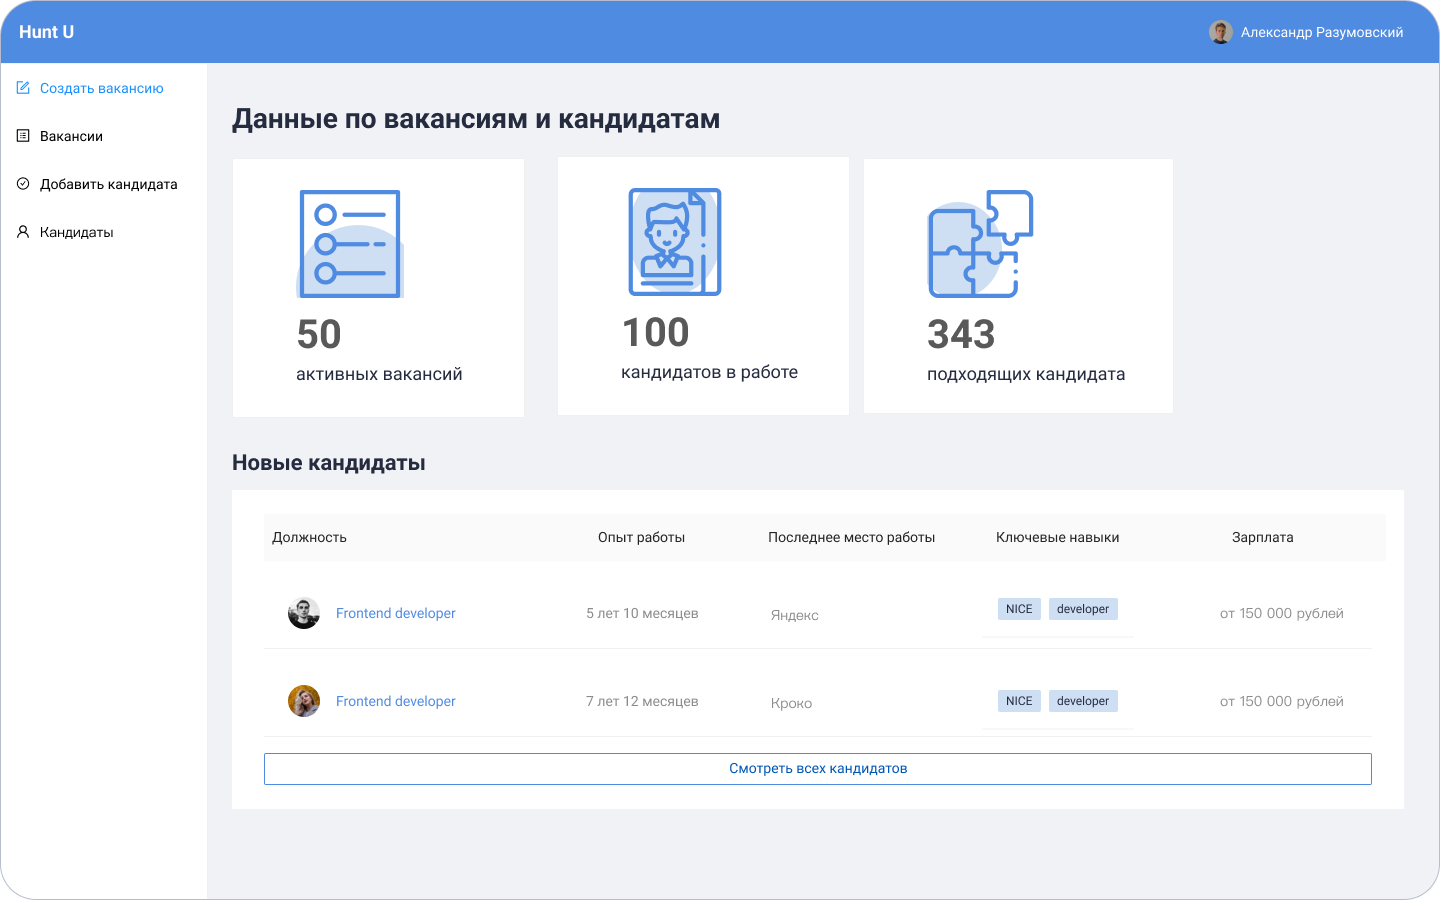 Hunt U
Александр Разумовский
Создать вакансию
Вакансии
Добавить кандидата
Кандидаты
Данные по вакансиям и кандидатам
50
активных вакансий
100
кандидатов в работе
343
подходящих кандидата
Новые кандидаты
Должность Опыт работы Последнее место работы Ключевые навыки Зарплата
Frontend developer 5 лет 10 месяцев Яндекс NICE developer от 150 000 рублей
Frontend developer 7 лет 12 месяцев Кроко NICE developer от 150 000 рублей
Смотреть всех кандидатов